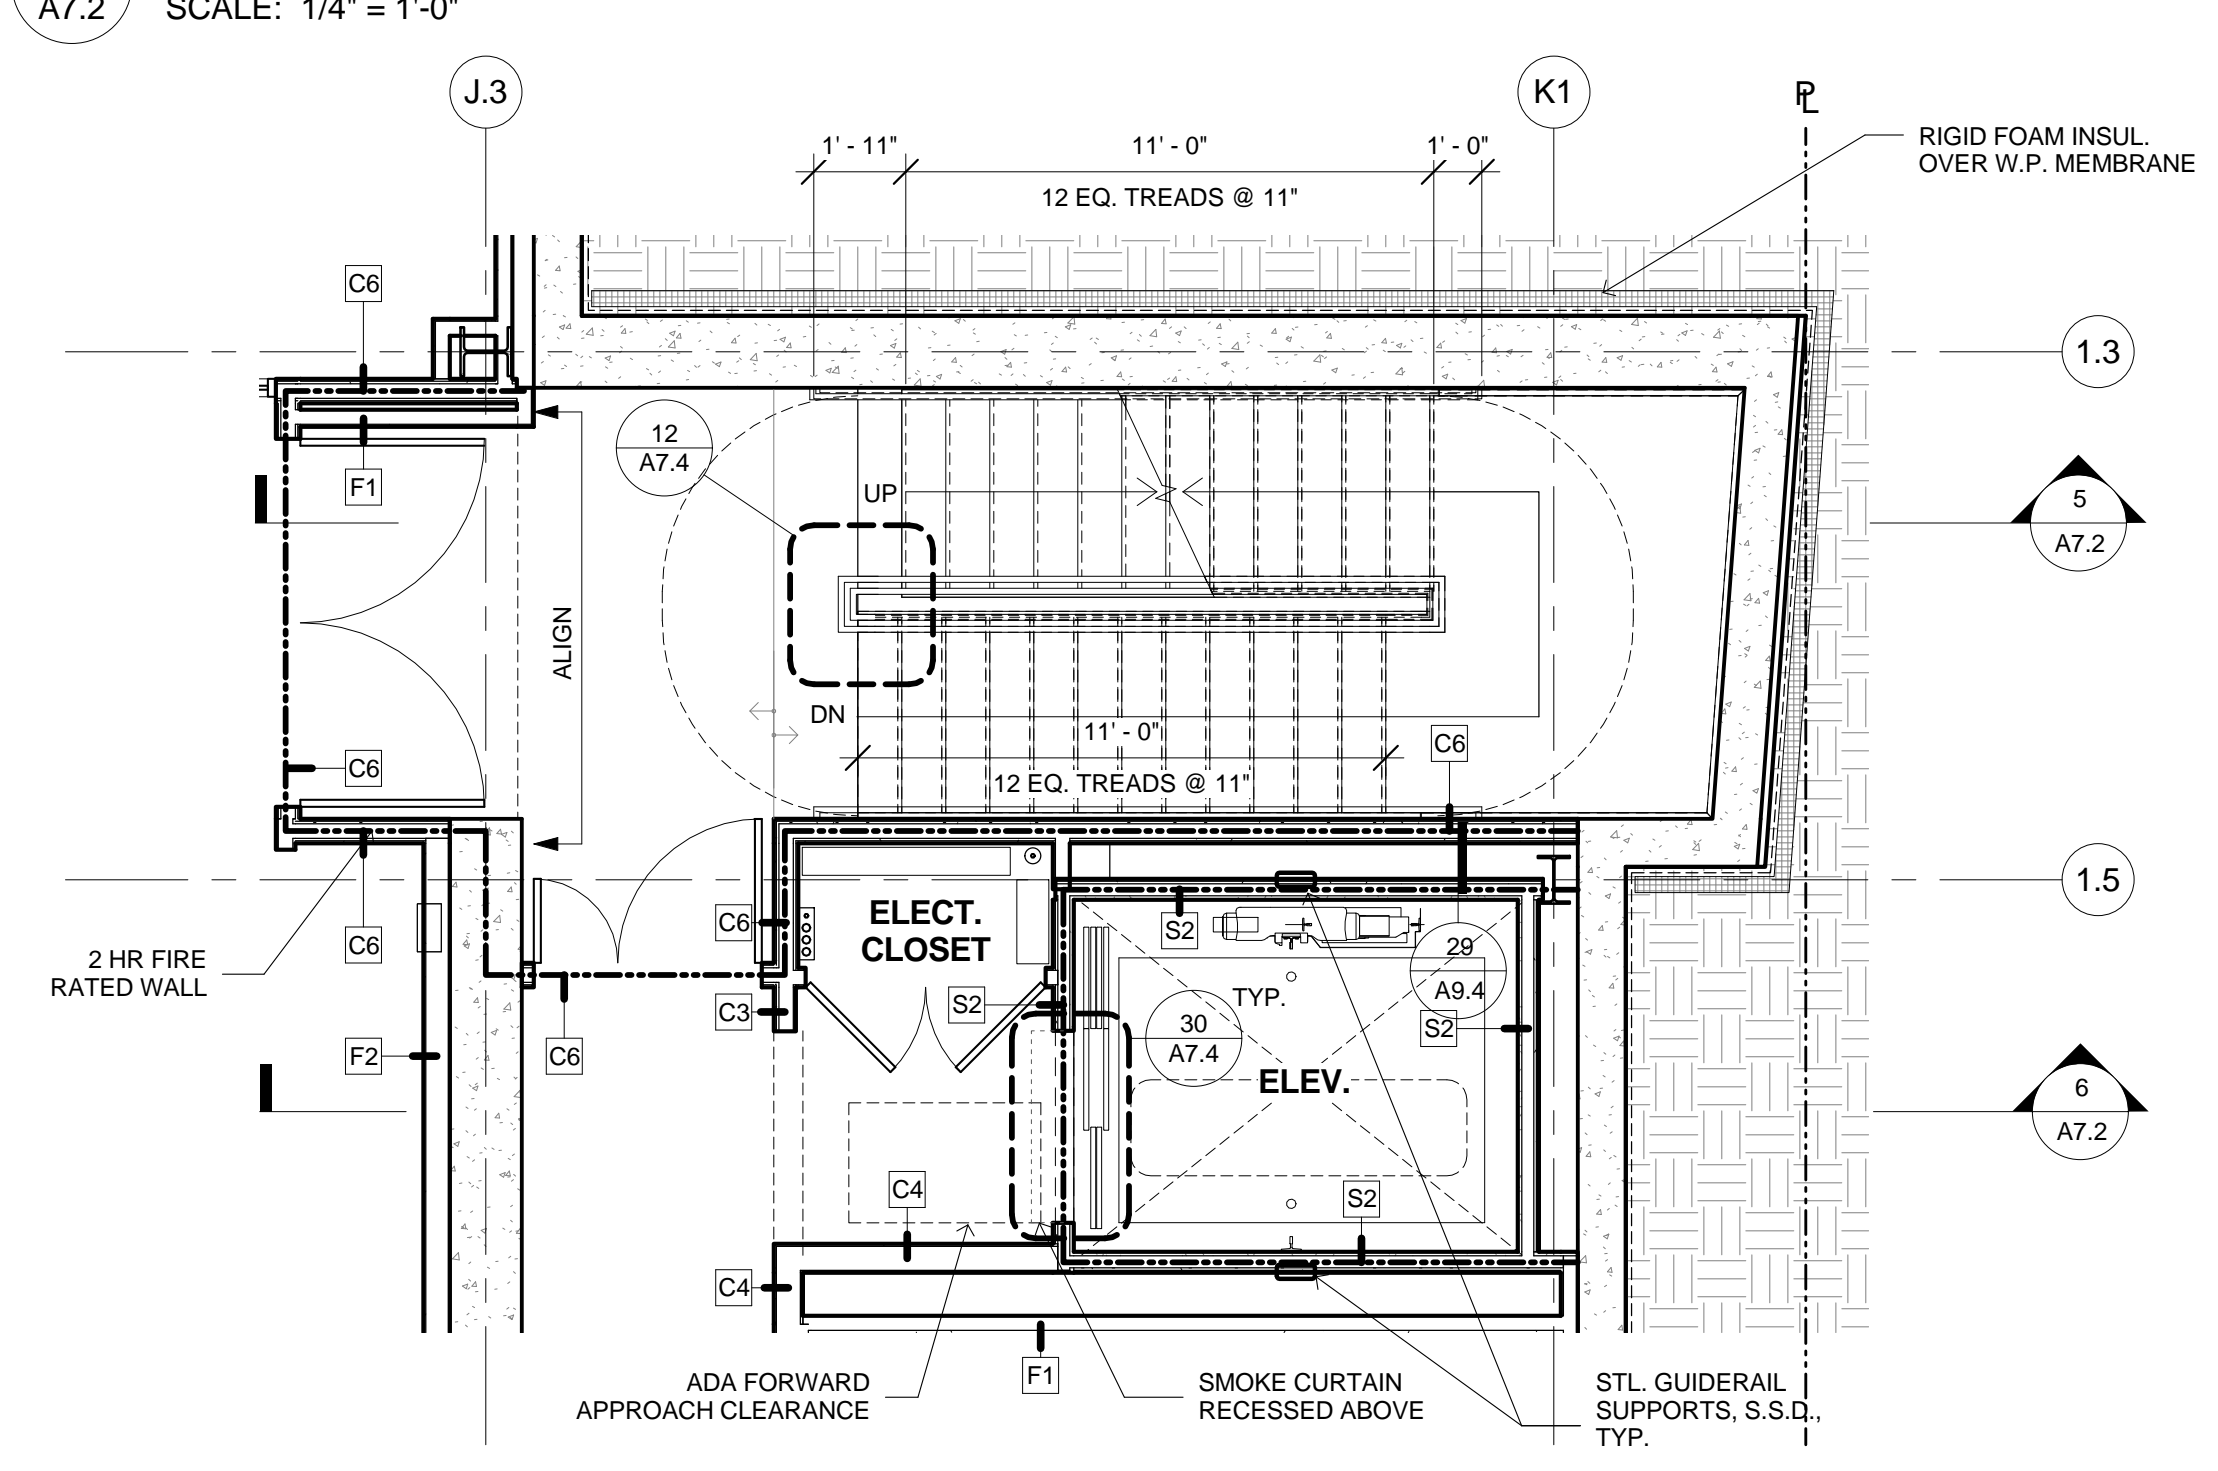 A7.2
SCALE: 1/4" = 1'-0"
J.3
K1
PL
1' - 11"
11' - 0"
1' - 0"
12 EQ. TREADS @ 11"
RIGID FOAM INSUL.
OVER W.P. MEMBRANE
C6
1.3
12
A7.4
F1
UP
5
A7.2
ALIGN
DN
11' - 0"
C6
C6
12 EQ. TREADS @ 11"
1.5
C6
C6
ELECT.
CLOSET
S2
29
A9.4
2 HR FIRE
RATED WALL
C3
S2
TYP.
30
A7.4
S2
F2
C6
ELEV.
6
A7.2
C4
S2
C4
F1
ADA FORWARD
APPROACH CLEARANCE
SMOKE CURTAIN
RECESSED ABOVE
STL. GUIDERAIL
SUPPORTS, S.S.D.,
TYP.